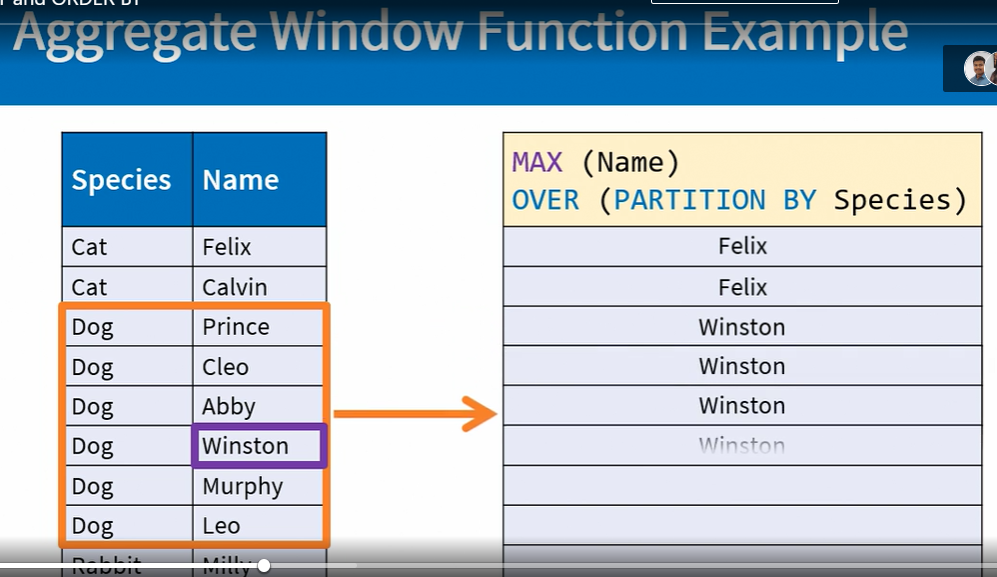 and ORDER BY
Aggregate Window Function Example
Species Name
Cat Felix
Cat Calvin
Dog Prince
Dog Cleo
Dog Abby
Dog Winston
Dog Murphy
Dog Leo
Rabbit Milly
MAX (Name)
OVER (PARTITION BY Species)
Felix
Felix
Winston
Winston
Winston
Winston